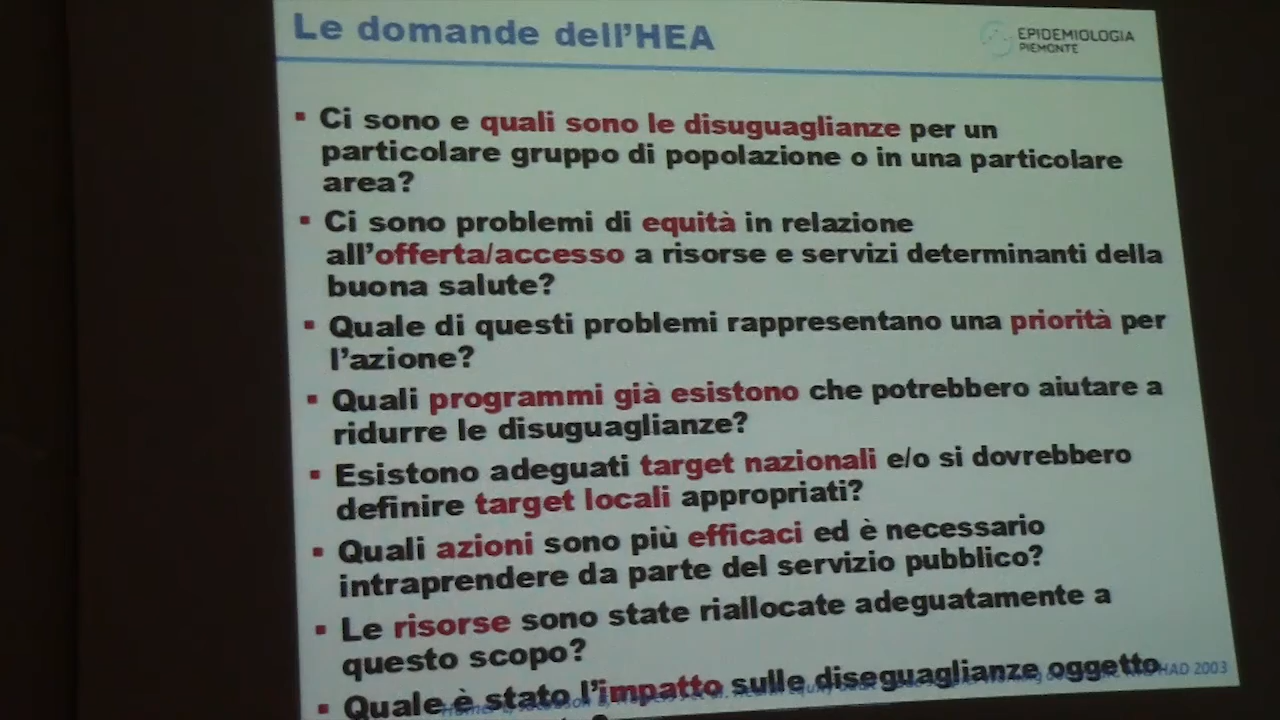 Le domande dell'HEA
EPIDEMIOLOGIA
PIEMONTE
▪ Ci sono e quali sono le disuguaglianze per un
particolare gruppo di popolazione o in una particolare
area?
▪ Ci sono problemi di equità in relazione
all'offerta/accesso a risorse e servizi determinanti della
buona salute?
▪ Quale di questi problemi rappresentano una priorità per
l'azione?
▪ Quali programmi già esistono che potrebbero aiutare a
ridurre le disuguaglianze?
▪ Esistono adeguati target nazionali e/o si dovrebbero
definire target locali appropriati?
▪ Quali azioni sono più efficaci ed è necessario
intraprendere da parte del servizio pubblico?
▪ Le risorse sono state riallocate adeguatamente a
questo scopo?
▪ Quale è stato l'impatto sulle diseguaglianze oggetto
HAD 2003